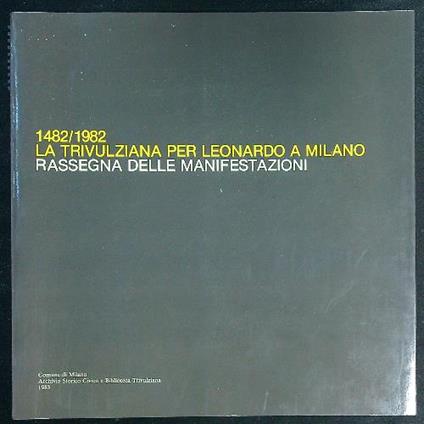 1482/1982
LA TRIVULZIANA PER LEONARDO A MILANO
RASSEGNA DELLE MANIFESTAZIONI
Comune di Milano
Archivio Storico Civico e Biblioteca Trivulziana
1983